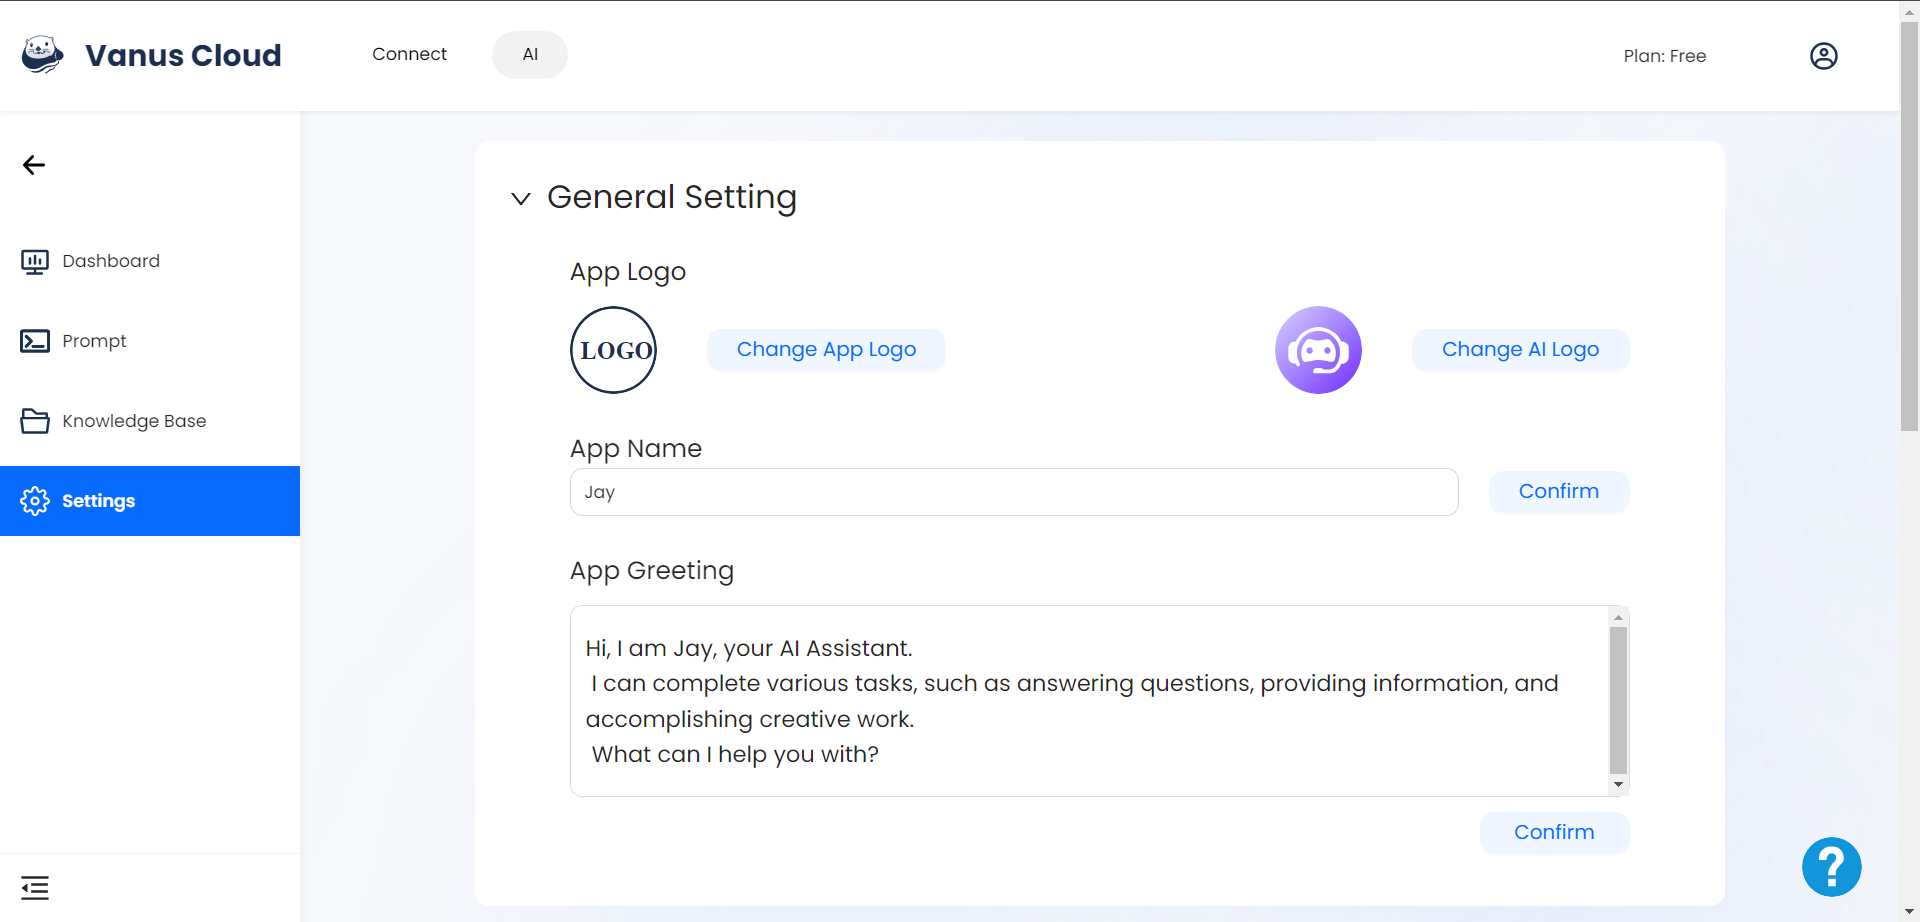 Vanus Cloud
Connect
AI
Plan: Free
Dashboard
Prompt
Knowledge Base
Settings
General Setting
App Logo
LOGO
Change App Logo
Change AI Logo
App Name
Jay
Confirm
App Greeting
Hi, I am Jay, your AI Assistant.
I can complete various tasks, such as answering questions, providing information, and
accomplishing creative work.
What can I help you with?
Confirm
?